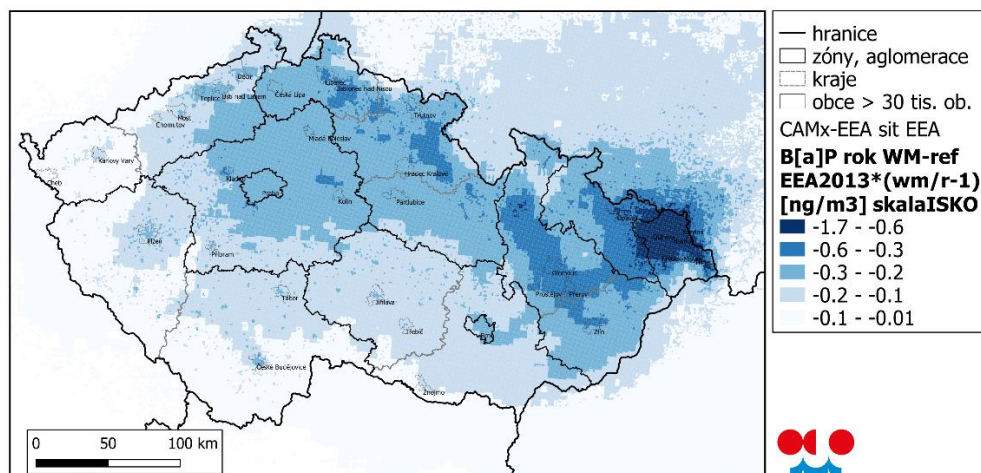 Děčín
Teplice
Ústí nad Labem
Most
Chomutov
Česká Lípa
Liberec
Jablonec nad Nisou
Trutnov
Karlovy Vary
Cheb
Mladá Boleslav
Kladno
Praha
Kolín
Hradec Králové
Pardubice
Plzeň
Příbram
Tábor
Jihlava
Třebíč
České Budějovice
Znojmo
Brno
Olomouc
Prostějov
Přerov
Zlín
0 50 100 km
hranice
zóny, aglomerace
kraje
obce > 30 tis. ob.
CAMx-EEA sit EEA
B[a]P rok WM-ref
EEA2013*(wm/r-1)
[ng/m3] skalaISKO
-1.7 - -0.6
-0.6 - -0.3
-0.3 - -0.2
-0.2 - -0.1
-0.1 - -0.01